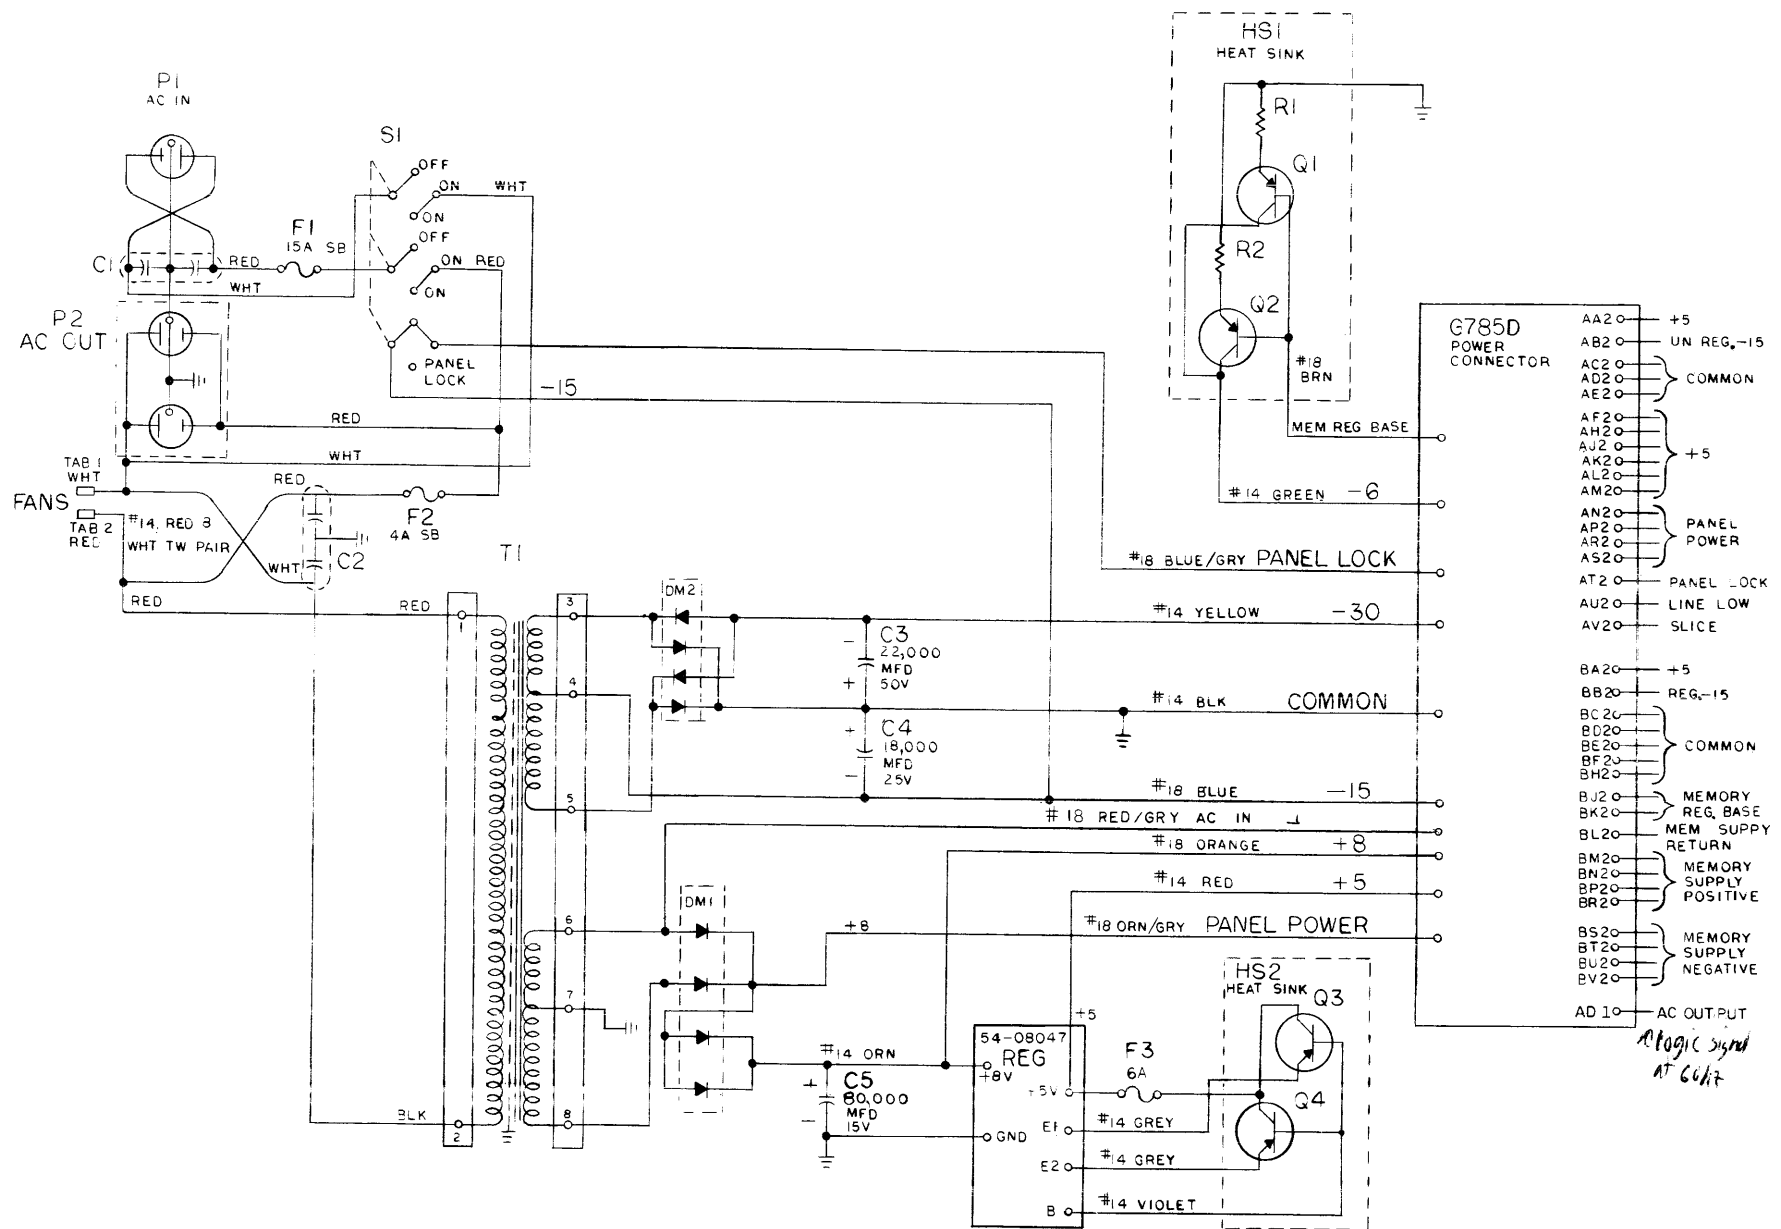 P1
AC IN
S1
OFF
ON
WHT
ON
OFF
ON RED
ON
F1
15A SB
C1
RED
WHT
P2
AC OUT
PANEL
LOCK
-15
RED
WHT
TAB 1
WHT
FANS
TAB 2
RED
#14, RED &
WHT TW PAIR
RED
WHT
C2
F2
4A SB
T1
RED
RED
BLK
1
2
3
4
5
6
7
8
DM2
DM1
C3
22,000
MFD
50V
C4
18,000
MFD
25V
- +
+ -
HS1
HEAT SINK
R1
Q1
R2
Q2
#18
BRN
MEM REG BASE
#14 GREEN -6
#18 BLUE/GRY PANEL LOCK
#14 YELLOW -30
#14 BLK COMMON
#18 BLUE -15
#18 RED/GRY AC IN
#18 ORANGE +8
#14 RED +5
+8
#18 ORN/GRY PANEL POWER
#14 ORN
+
C5
80,000
MFD
15V
-
+5
54-08047
REG
+8V
+5V
GND
E1
E2
B
F3
6A
#14 GREY
#14 GREY
#14 VIOLET
HS2
HEAT SINK
Q3
Q4
G785D
POWER
CONNECTOR
AA2 +5
AB2 UN REG.-15
AC2
AD2 COMMON
AE2
AF2
AH2
AJ2 +5
AK2
AL2
AM2
AN2 PANEL
AP2 POWER
AR2
AS2
AT2 PANEL LOCK
AU2 LINE LOW
AV2 SLICE
BA2 +5
BB2 REG.-15
BC2
BD2
BE2 COMMON
BF2
BH2
BJ2 MEMORY
BK2 REG. BASE
BL2 MEM SUPPY
RETURN
BM2 MEMORY
BN2 SUPPLY
BP2 POSITIVE
BR2
BS2 MEMORY
BT2 SUPPLY
BU2 NEGATIVE
BV2
AD1 AC OUTPUT
logic signal
at